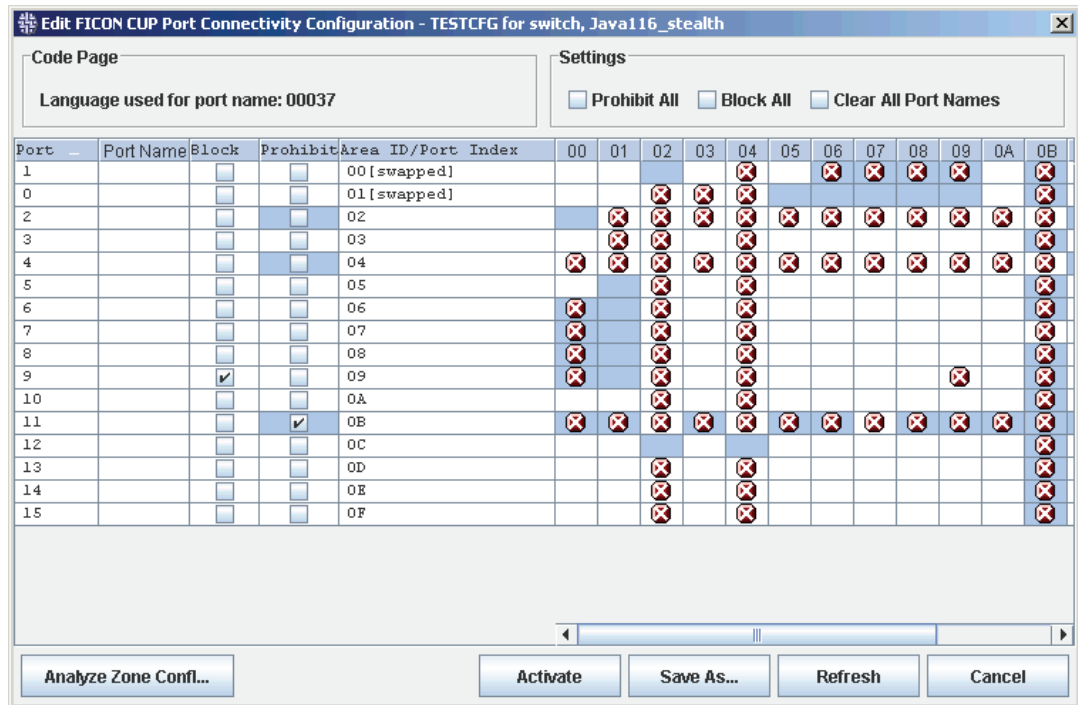 Edit FICON CUP Port Connectivity Configuration - TESTCFG for switch, Java116_stealth
Code Page
Language used for port name: 00037
Settings
Prohibit All Block All Clear All Port Names
Port Port Name Block Prohibit Area ID/Port Index 00 01 02 03 04 05 06 07 08 09 0A 0B
1 00[swapped]
0 01[swapped]
2 02
3 03
4 04
5 05
6 06
7 07
8 08
9 09
10 0A
11 0B
12 0C
13 0D
14 0E
15 0F
Analyze Zone Confl... Activate Save As... Refresh Cancel